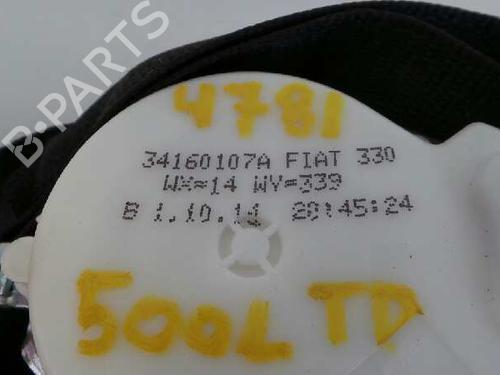 B-PARTS
4781
34160107A FIAT 330
WX=14 WY=339
B 1.10.14 20:45:24
500L TD